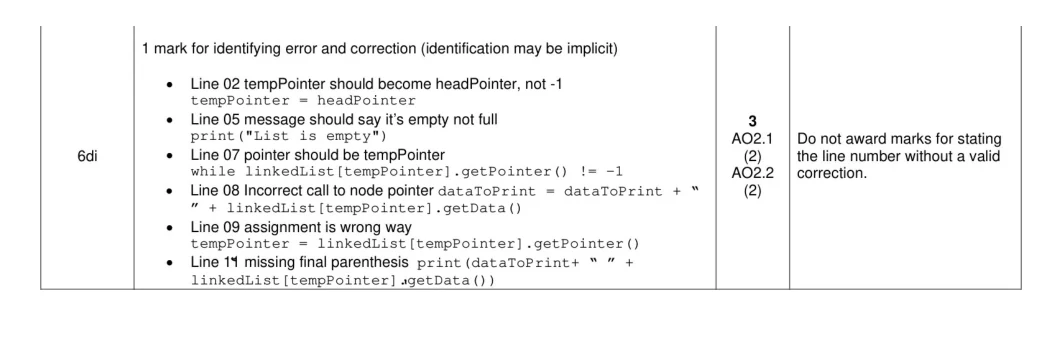 1 mark for identifying error and correction (identification may be implicit)
• Line 02 tempPointer should become headPointer, not -1
tempPointer = headPointer
• Line 05 message should say it's empty not full
print("List is empty")
• Line 07 pointer should be tempPointer
while linkedList[tempPointer].getPointer() != -1
• Line 08 Incorrect call to node pointer dataToPrint = dataToPrint + “
” + linkedList[tempPointer].getData()
• Line 09 assignment is wrong way
tempPointer = linkedList[tempPointer].getPointer()
• Line 11 missing final parenthesis print(dataToPrint+ “ ” +
linkedList[tempPointer].getData())
6di
3
AO2.1
(2)
AO2.2
(2)
Do not award marks for stating
the line number without a valid
correction.